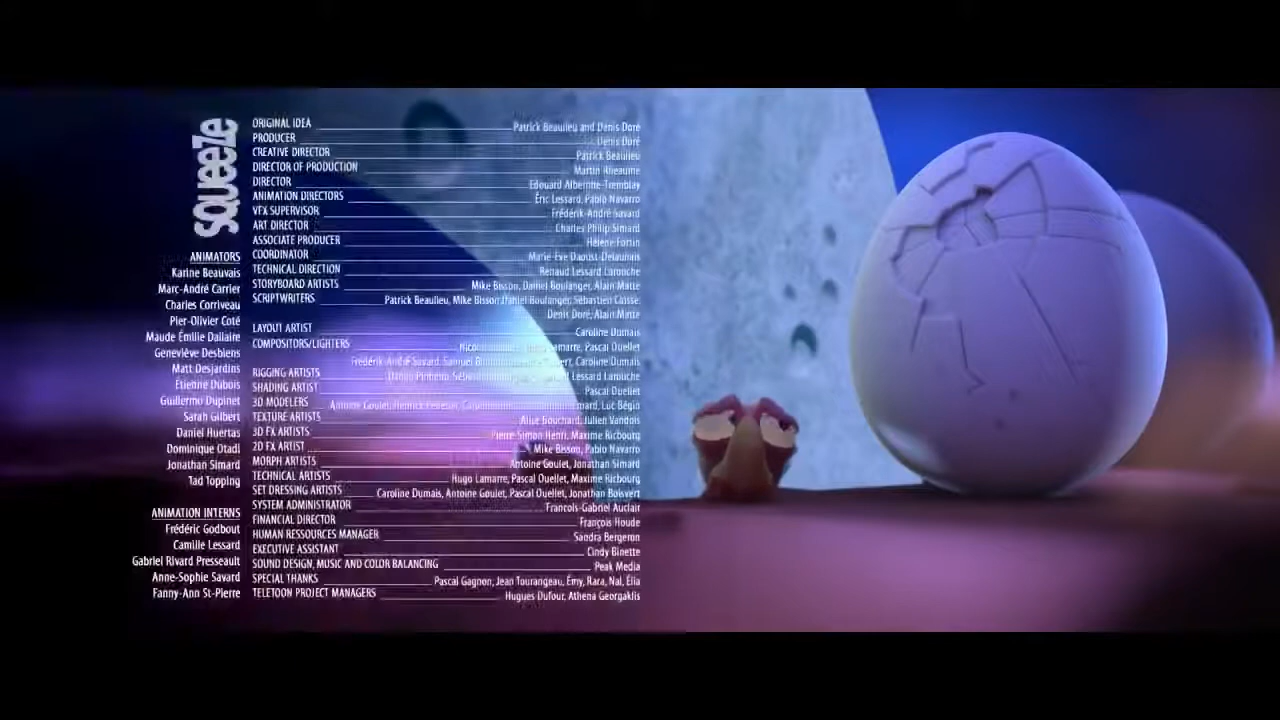 squeeze
ANIMATORS
Karine Beauvais
Marc-André Carrier
Charles Corriveau
Pier-Olivier Coté
Maude Émilie Dallaire
Geneviève Desbiens
Matt Desjardins
Étienne Dubois
Guillermo Dupinet
Sarah Gilbert
Daniel Huertas
Dominique Otadi
Jonathan Simard
Tad Topping
ANIMATION INTERNS
Frédéric Godbout
Camille Lessard
Gabriel Rivard Presseault
Anne-Sophie Savard
Fanny-Ann St-Pierre
ORIGINAL IDEA Patrick Beaulieu and Denis Doré
PRODUCER Denis Doré
CREATIVE DIRECTOR Patrick Beaulieu
DIRECTOR OF PRODUCTION Martin
DIRECTOR Edouard Albernhe-Tremblay
ANIMATION DIRECTORS Éric Lessard, Pablo Navarro
VFX SUPERVISOR Frédérik-André Savard
ART DIRECTOR Charles Philip Simard
ASSOCIATE PRODUCER Hélène Fortin
COORDINATOR Marie-Eve Daoust-Delaunais
TECHNICAL DIRECTION Renaud Lessard Larouche
STORYBOARD ARTISTS Mike Bisson, Daniel Boulanger, Alain Matte
SCRIPTWRITERS Patrick Beaulieu, Mike Bisson, Daniel Boulanger, Sébastien
Denis Doré, Alain Matte
LAYOUT ARTIST Caroline Dumais
COMPOSITORS/LIGHTERS Lamarre, Pascal Ouellet
Frédérik-André Savard, Samuel Caroline Dumais
RIGGING ARTISTS Lessard Larouche
SHADING ARTIST Pascal Ouellet
3D MODELERS Antoine Goulet, Luc Bégin
TEXTURE ARTISTS Alice Bouchard, Julien Vandois
3D FX ARTISTS Pierre Simon Henri, Maxime Ricbourg
2D FX ARTIST Mike Bisson, Pablo Navarro
MORPH ARTISTS Antoine Goulet, Jonathan Simard
TECHNICAL ARTISTS Hugo Lamarre, Pascal Ouellet, Maxime Ricbourg
SET DRESSING ARTISTS Caroline Dumais, Antoine Goulet, Pascal Ouellet, Jonathan Boisvert
SYSTEM ADMINISTRATOR Francois-Gabriel Auclair
FINANCIAL DIRECTOR François Houde
HUMAN RESSOURCES MANAGER Sandra Bergeron
EXECUTIVE ASSISTANT Cindy Binette
SOUND DESIGN, MUSIC AND COLOR BALANCING Peak Media
SPECIAL THANKS Pascal Gagnon, Jean Tourangeau, Émy, Rara, Nal, Élia
TELETOON PROJECT MANAGERS Hugues Dufour, Athena Georgaklis